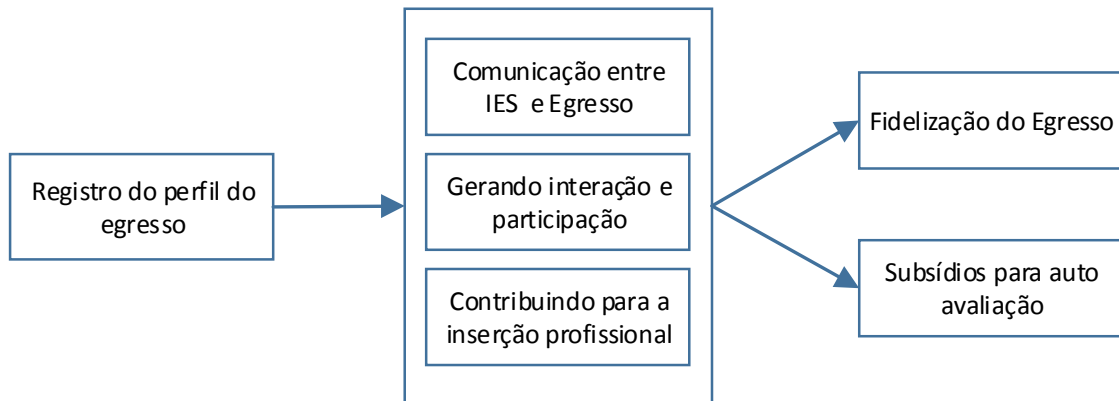 Registro do perfil do
egresso
Comunicação entre
IES e Egresso
Gerando interação e
participação
Contribuindo para a
inserção profissional
Fidelização do Egresso
Subsídios para auto
avaliação